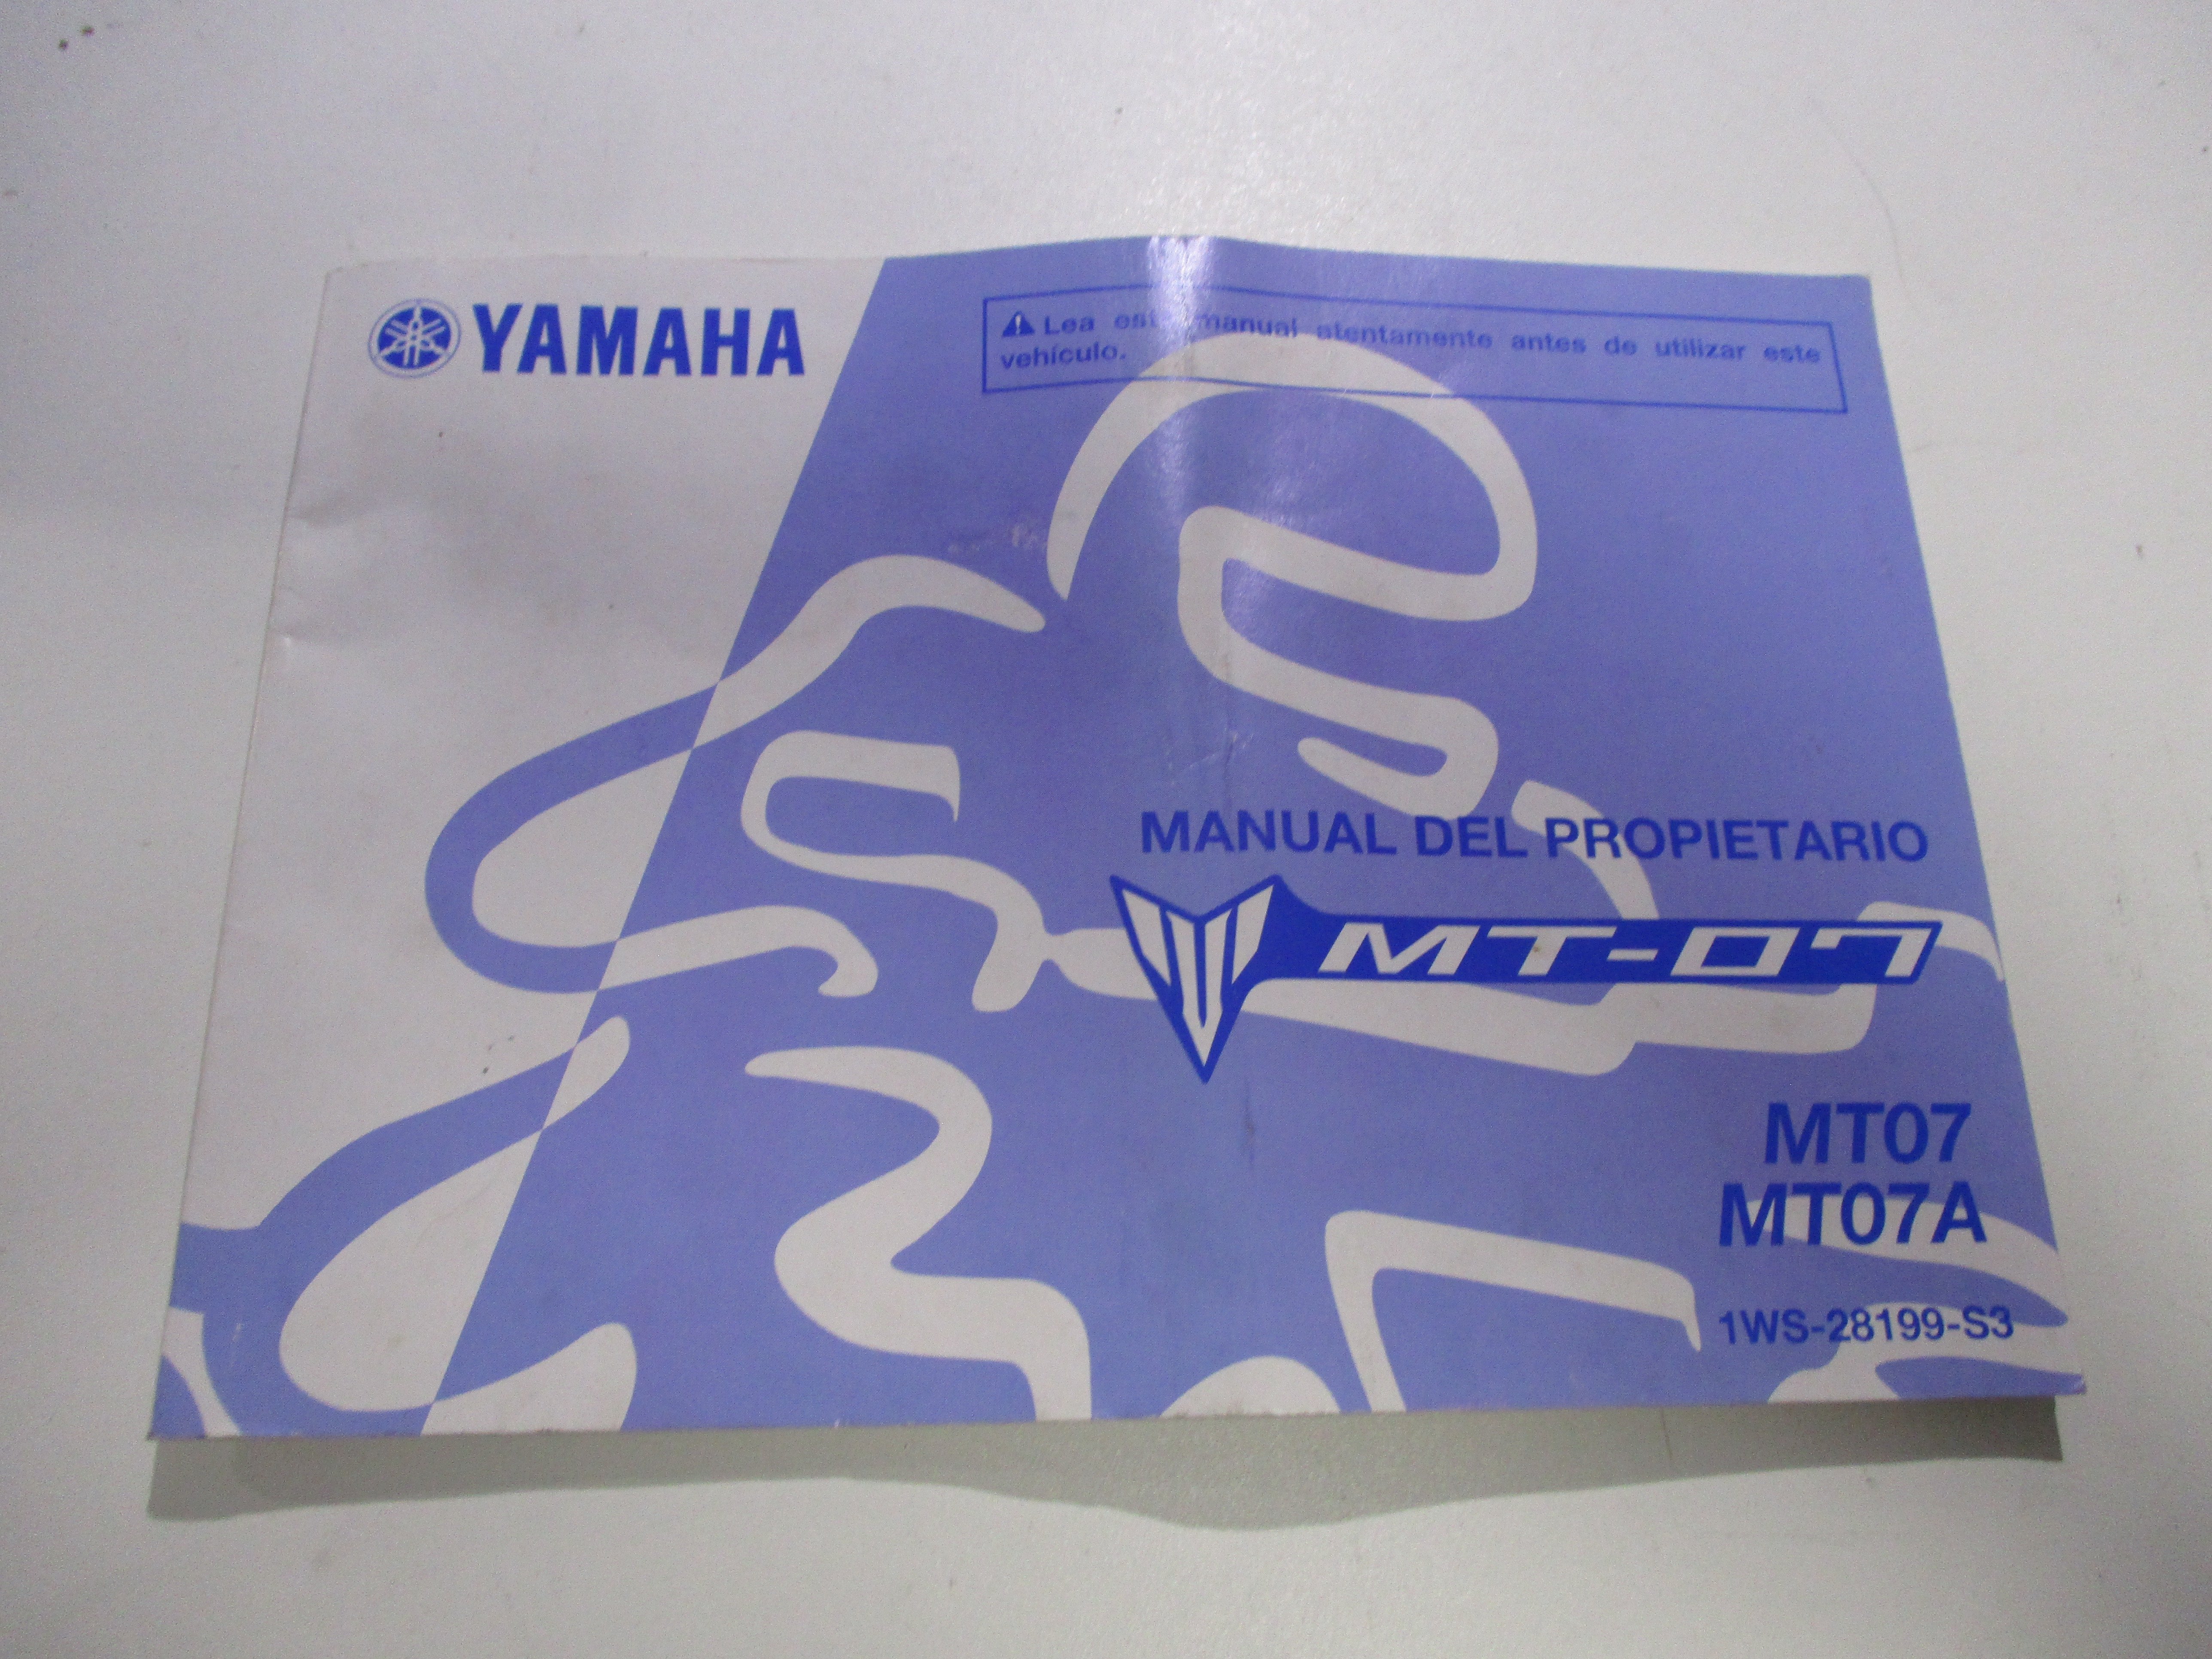 YAMAHA
Lea este manual atentamente antes de utilizar este
vehículo.
MANUAL DEL PROPIETARIO
MT-07
MT07
MT07A
1WS-28199-S3